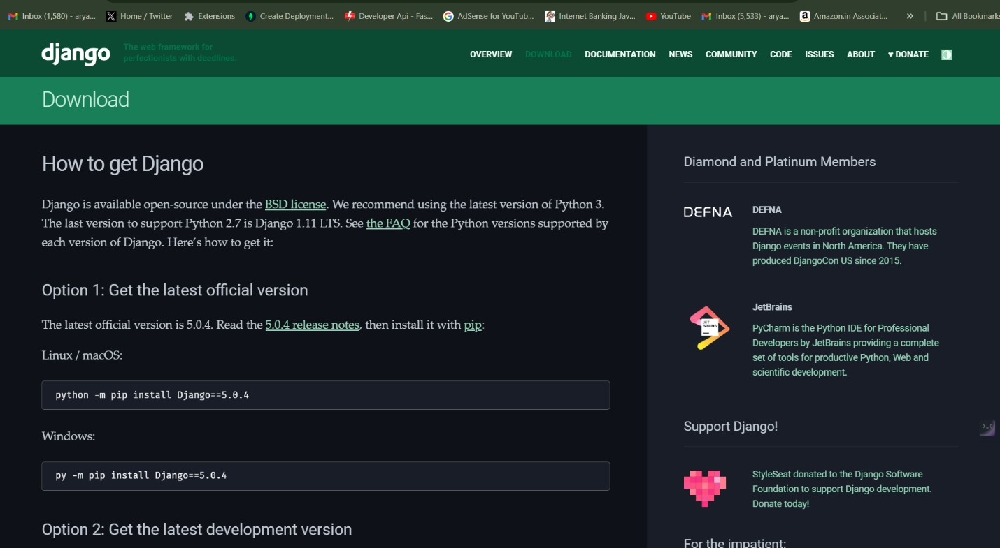 Inbox (1,580) - arya...
Home / Twitter
Extensions
Create Deployment...
Developer Api - Fas...
AdSense for YouTub...
Internet Banking Jav...
YouTube
Inbox (5,533) - arya...
Amazon.in Associat...
»
All Bookmarks
django
The web framework for
perfectionists with deadlines.
OVERVIEW
DOWNLOAD
DOCUMENTATION
NEWS
COMMUNITY
CODE
ISSUES
ABOUT
♥ DONATE
Download
How to get Django
Django is available open-source under the BSD license. We recommend using the latest version of Python 3.
The last version to support Python 2.7 is Django 1.11 LTS. See the FAQ for the Python versions supported by
each version of Django. Here's how to get it:
Option 1: Get the latest official version
The latest official version is 5.0.4. Read the 5.0.4 release notes, then install it with pip:
Linux / macOS:
python -m pip install Django==5.0.4
Windows:
py -m pip install Django==5.0.4
Option 2: Get the latest development version
Diamond and Platinum Members
DEFNA
DEFNA
DEFNA is a non-profit organization that hosts
Django events in North America. They have
produced DjangoCon US since 2015.
JET
BRAINS
JetBrains
PyCharm is the Python IDE for Professional
Developers by JetBrains providing a complete
set of tools for productive Python, Web and
scientific development.
Support Django!
StyleSeat donated to the Django Software
Foundation to support Django development.
Donate today!
For the impatient: